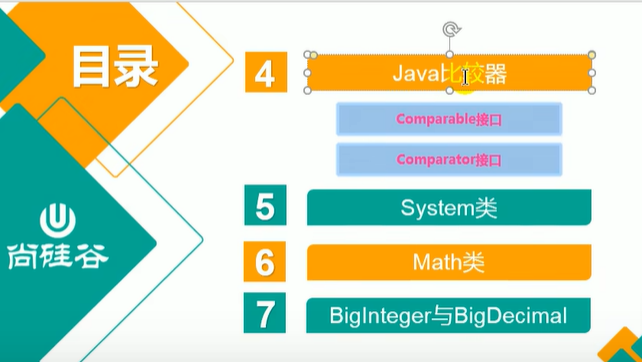 目录
4
Java比较器
Comparable接口
Comparator接口
5
System类
6
Math类
7
BigInteger与BigDecimal
尚硅谷